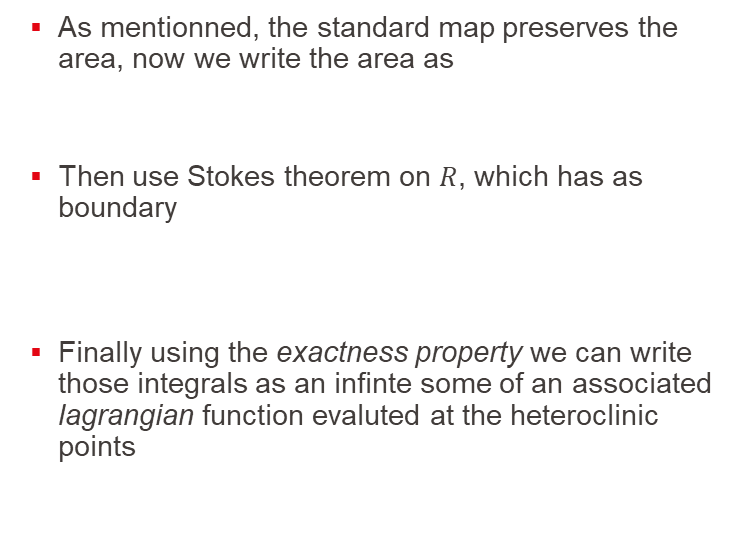 ▪ As mentionned, the standard map preserves the
area, now we write the area as
▪ Then use Stokes theorem on R, which has as
boundary
▪ Finally using the exactness property we can write
those integrals as an infinte some of an associated
lagrangian function evaluted at the heteroclinic
points